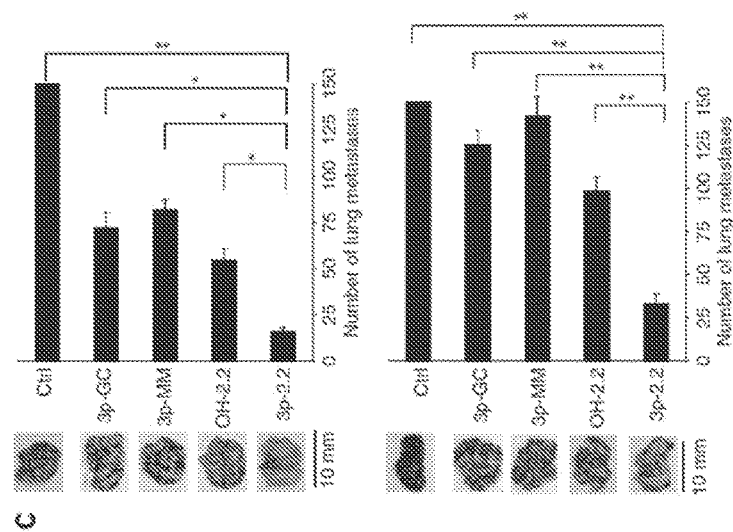 C
Ctrl
3p-GC
3p-MM
OH-2.2
3p-2.2
0 25 50 75 100 125 150
Number of lung metastases
**
*
*
*
10 mm
Ctrl
3p-GC
3p-MM
OH-2.2
3p-2.2
0 25 50 75 100 125 150
Number of lung metastases
**
**
**
**
10 mm